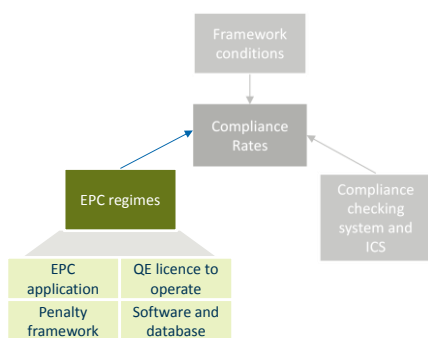 Framework
conditions
Compliance
Rates
EPC regimes
Compliance
checking
system and
ICS
EPC
application
QE licence to
operate
Penalty
framework
Software and
database